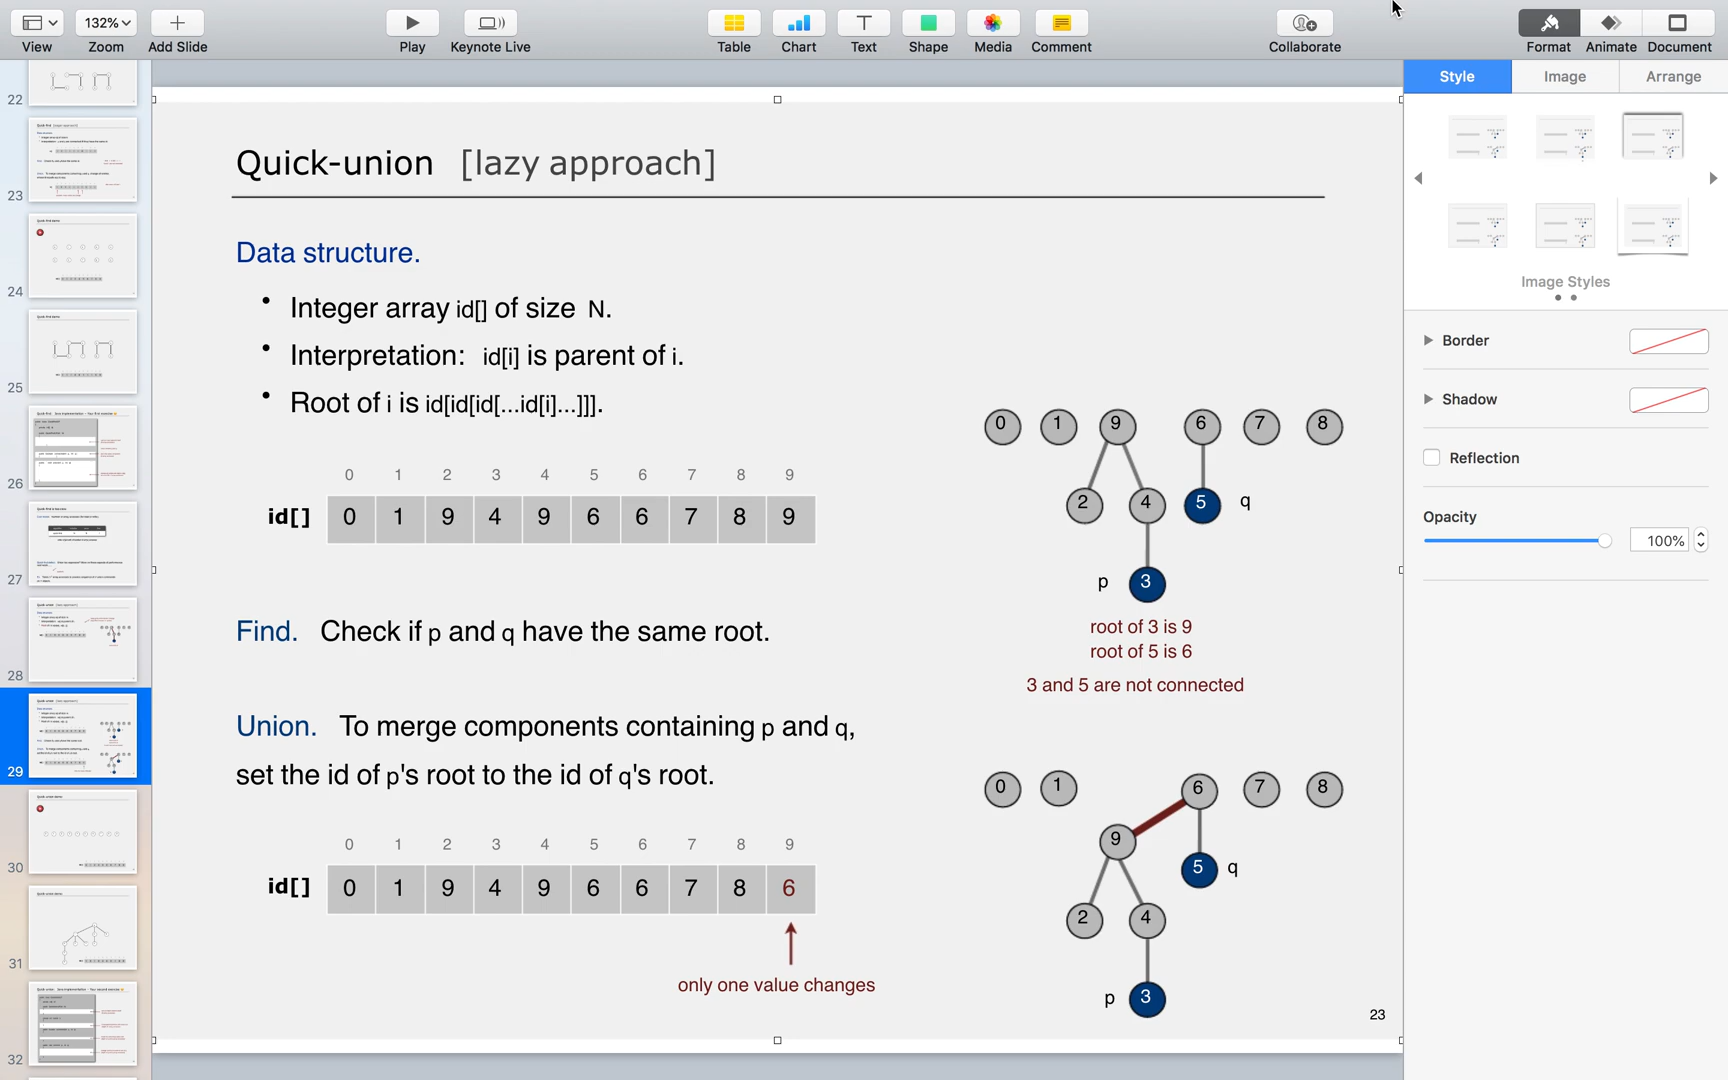 132%
View
Zoom
Add Slide
Play
Keynote Live
Table
Chart
Text
Shape
Media
Comment
Collaborate
Format
Animate
Document
Style
Image
Arrange
Image Styles
Border
Shadow
Reflection
Opacity
100%
22
23
24
25
26
27
28
29
30
31
32
Quick-union [lazy approach]
Data structure.
• Integer array id[] of size N.
• Interpretation: id[i] is parent of i.
• Root of i is id[id[id[...id[i]...]]].
0 1 2 3 4 5 6 7 8 9
id[] 0 1 9 4 9 6 6 7 8 9
Find. Check if p and q have the same root.
Union. To merge components containing p and q,
set the id of p's root to the id of q's root.
0 1 2 3 4 5 6 7 8 9
id[] 0 1 9 4 9 6 6 7 8 6
only one value changes
0 1 9 6 7 8
2 4 5 q
p 3
root of 3 is 9
root of 5 is 6
3 and 5 are not connected
0 1 6 7 8
9
5 q
2 4
p 3
23